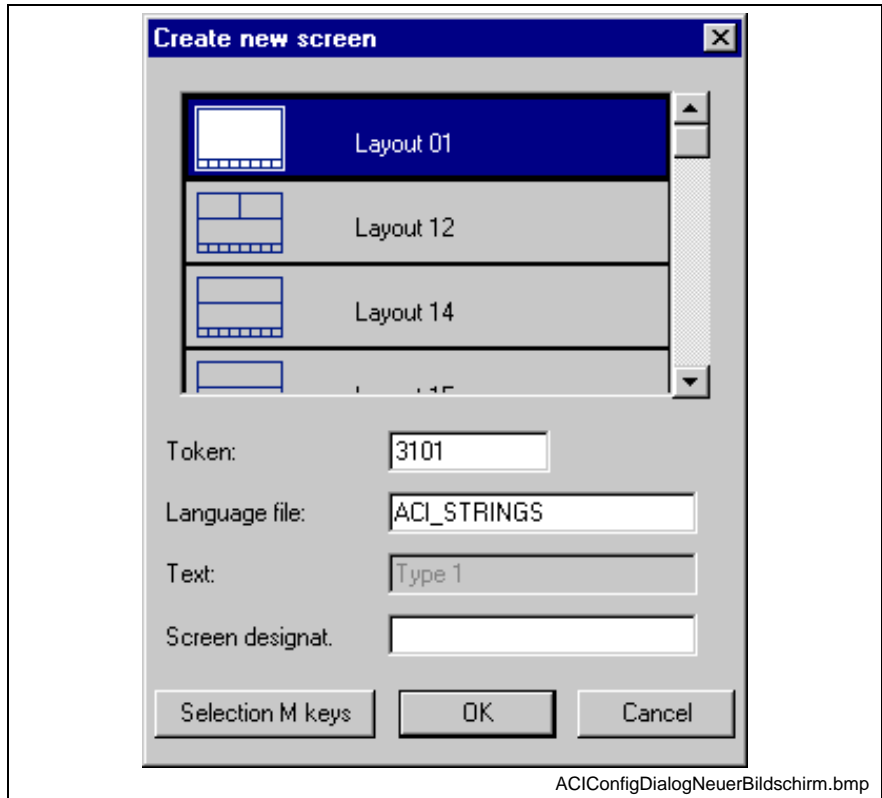 Create new screen
Layout 01
Layout 12
Layout 14
Token: 3101
Language file: ACI_STRINGS
Text: Type 1
Screen designat.
Selection M keys OK Cancel
ACIConfigDialogNeuerBildschirm.bmp